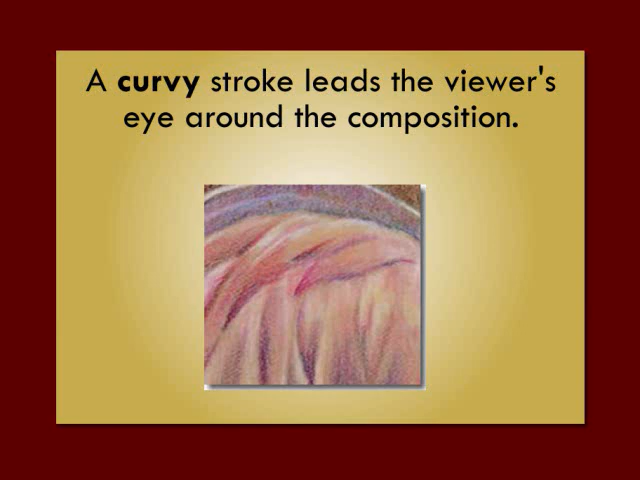 A curvy stroke leads the viewer's
eye around the composition.